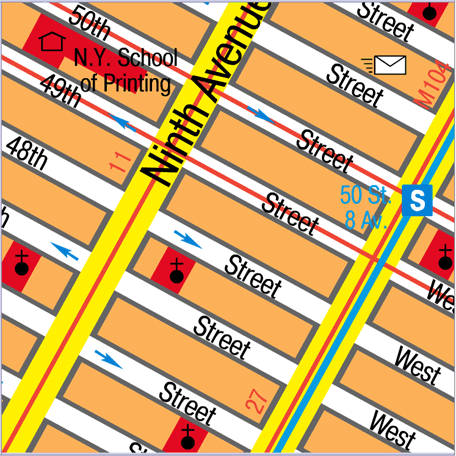 50th
Street
N.Y. School
of Printing
Ninth Avenue
Street
M104
49th
Street
48th
11
Street
50 St.
8 Av.
S
Street
We
Street
West
Street
27
West